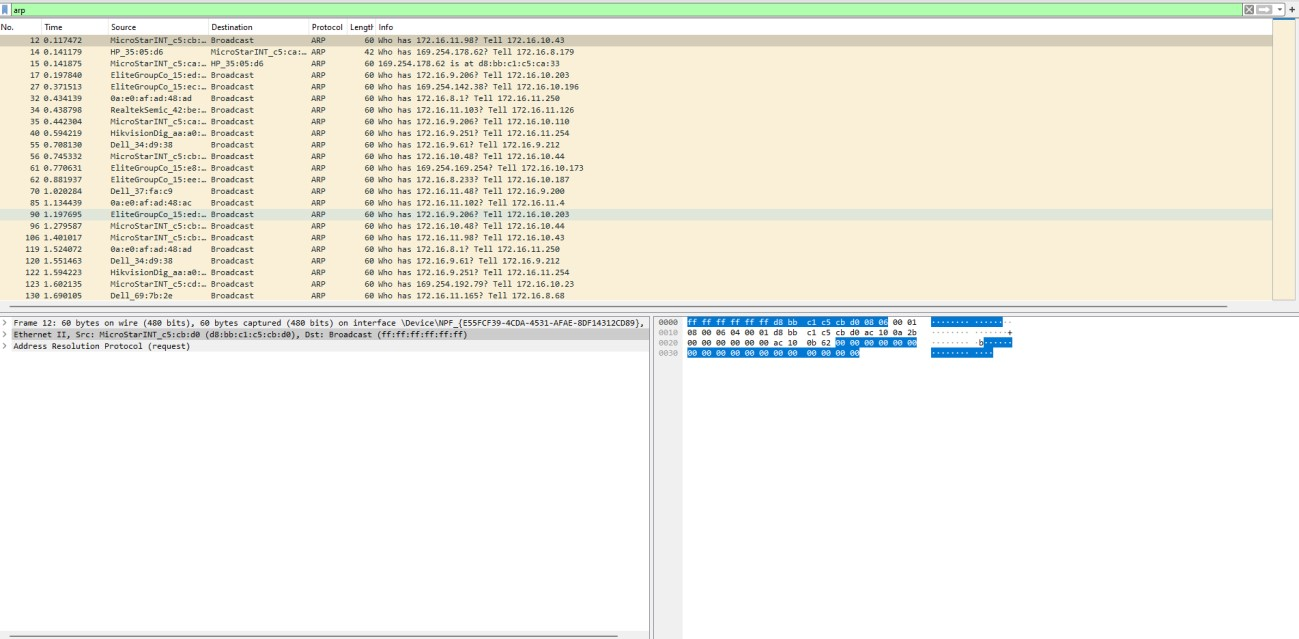 arp
No. Time Source Destination Protocol Length Info
12 0.117472 MicroStarINT_c5:cb:… Broadcast ARP 60 Who has 172.16.11.98? Tell 172.16.10.43
14 0.141179 HP_35:05:d6 MicroStarINT_c5:ca:… ARP 42 Who has 169.254.178.62? Tell 172.16.8.179
15 0.141875 MicroStarINT_c5:ca:… HP_35:05:d6 ARP 60 169.254.178.62 is at d8:bb:c1:c5:ca:33
17 0.197840 EliteGroupCo_15:ed:… Broadcast ARP 60 Who has 172.16.9.206? Tell 172.16.10.203
27 0.371513 EliteGroupCo_15:ec:… Broadcast ARP 60 Who has 169.254.142.38? Tell 172.16.10.196
32 0.434139 0a:e0:af:ad:48:ad Broadcast ARP 60 Who has 172.16.8.1? Tell 172.16.11.250
34 0.438798 RealtekSemic_42:be:… Broadcast ARP 60 Who has 172.16.11.103? Tell 172.16.11.126
35 0.442304 MicroStarINT_c5:ca:… Broadcast ARP 60 Who has 172.16.9.206? Tell 172.16.10.110
40 0.594219 HikvisionDig_aa:a0:… Broadcast ARP 60 Who has 172.16.9.251? Tell 172.16.11.254
55 0.708130 Dell_34:d9:38 Broadcast ARP 60 Who has 172.16.9.61? Tell 172.16.9.212
56 0.745332 MicroStarINT_c5:cb:… Broadcast ARP 60 Who has 172.16.10.48? Tell 172.16.10.44
61 0.770631 EliteGroupCo_15:e8:… Broadcast ARP 60 Who has 169.254.169.254? Tell 172.16.10.173
62 0.881937 EliteGroupCo_15:ee:… Broadcast ARP 60 Who has 172.16.8.233? Tell 172.16.10.187
70 1.020284 Dell_37:fa:c9 Broadcast ARP 60 Who has 172.16.11.48? Tell 172.16.9.200
85 1.134439 0a:e0:af:ad:48:ac Broadcast ARP 60 Who has 172.16.11.102? Tell 172.16.11.4
90 1.197695 EliteGroupCo_15:ed:… Broadcast ARP 60 Who has 172.16.9.206? Tell 172.16.10.203
96 1.279587 MicroStarINT_c5:cb:… Broadcast ARP 60 Who has 172.16.10.48? Tell 172.16.10.44
106 1.401017 MicroStarINT_c5:cb:… Broadcast ARP 60 Who has 172.16.11.98? Tell 172.16.10.43
119 1.524072 0a:e0:af:ad:48:ad Broadcast ARP 60 Who has 172.16.8.1? Tell 172.16.11.250
120 1.551463 Dell_34:d9:38 Broadcast ARP 60 Who has 172.16.9.61? Tell 172.16.9.212
122 1.594223 HikvisionDig_aa:a0:… Broadcast ARP 60 Who has 172.16.9.251? Tell 172.16.11.254
123 1.602135 MicroStarINT_c5:cd:… Broadcast ARP 60 Who has 169.254.192.79? Tell 172.16.10.23
130 1.690105 Dell_69:7b:2e Broadcast ARP 60 Who has 172.16.11.165? Tell 172.16.8.68
Frame 12: 60 bytes on wire (480 bits), 60 bytes captured (480 bits) on interface \Device\NPF_{E55FCF39-4CDA-4531-AFAE-8DF14312CD89},
Ethernet II, Src: MicroStarINT_c5:cb:d0 (d8:bb:c1:c5:cb:d0), Dst: Broadcast (ff:ff:ff:ff:ff:ff)
Address Resolution Protocol (request)
0000 ff ff ff ff ff ff d8 bb c1 c5 cb d0 08 06 00 01 ········ ········
0010 08 00 06 04 00 01 d8 bb c1 c5 cb d0 ac 10 0a 2b ········ ·······+
0020 00 00 00 00 00 00 ac 10 0b 62 00 00 00 00 00 00 ········ ·b······
0030 00 00 00 00 00 00 00 00 00 00 00 00 ········ ····